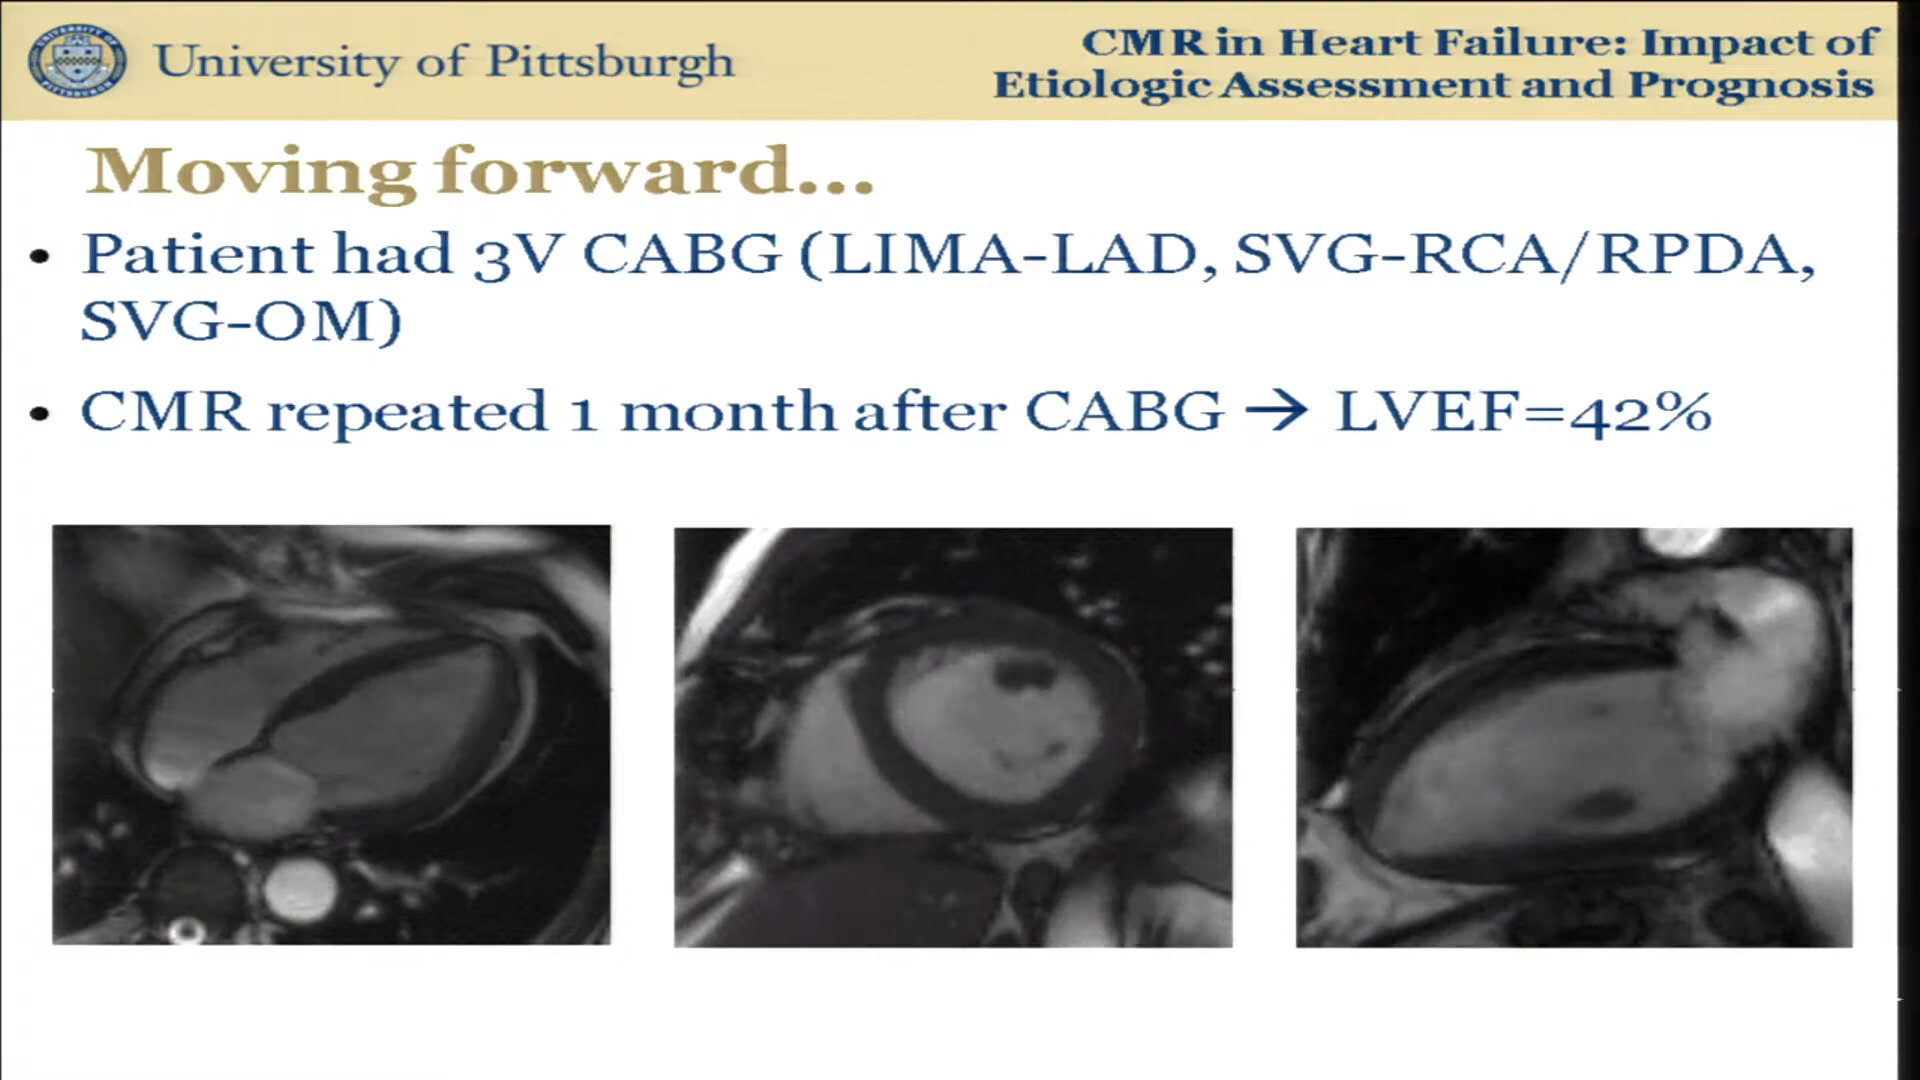 University of Pittsburgh
CMR in Heart Failure: Impact of
Etiologic Assessment and Prognosis
Moving forward...
• Patient had 3V CABG (LIMA-LAD, SVG-RCA/RPDA,
SVG-OM)
• CMR repeated 1 month after CABG → LVEF=42%